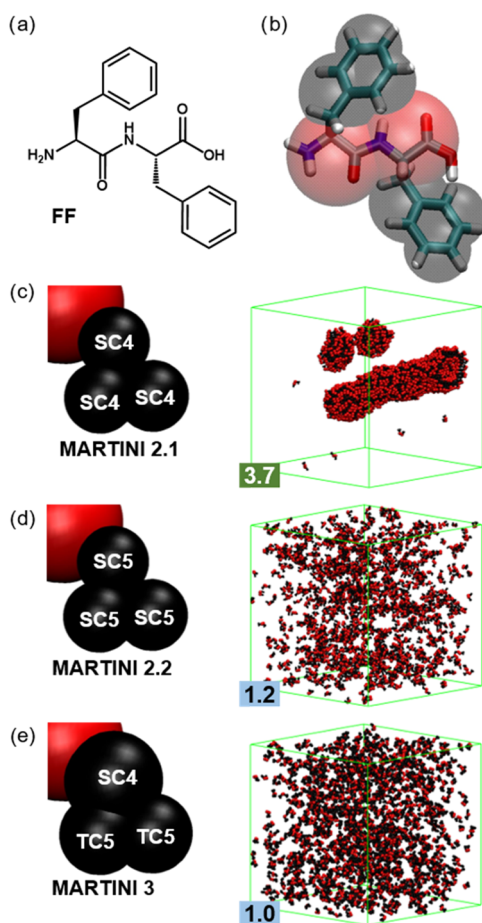 (a)
(b)
H₂N
O
H
N
O
OH
FF
(c)
SC4
SC4 SC4
MARTINI 2.1
3.7
(d)
SC5
SC5 SC5
MARTINI 2.2
1.2
(e)
SC4
TC5 TC5
MARTINI 3
1.0